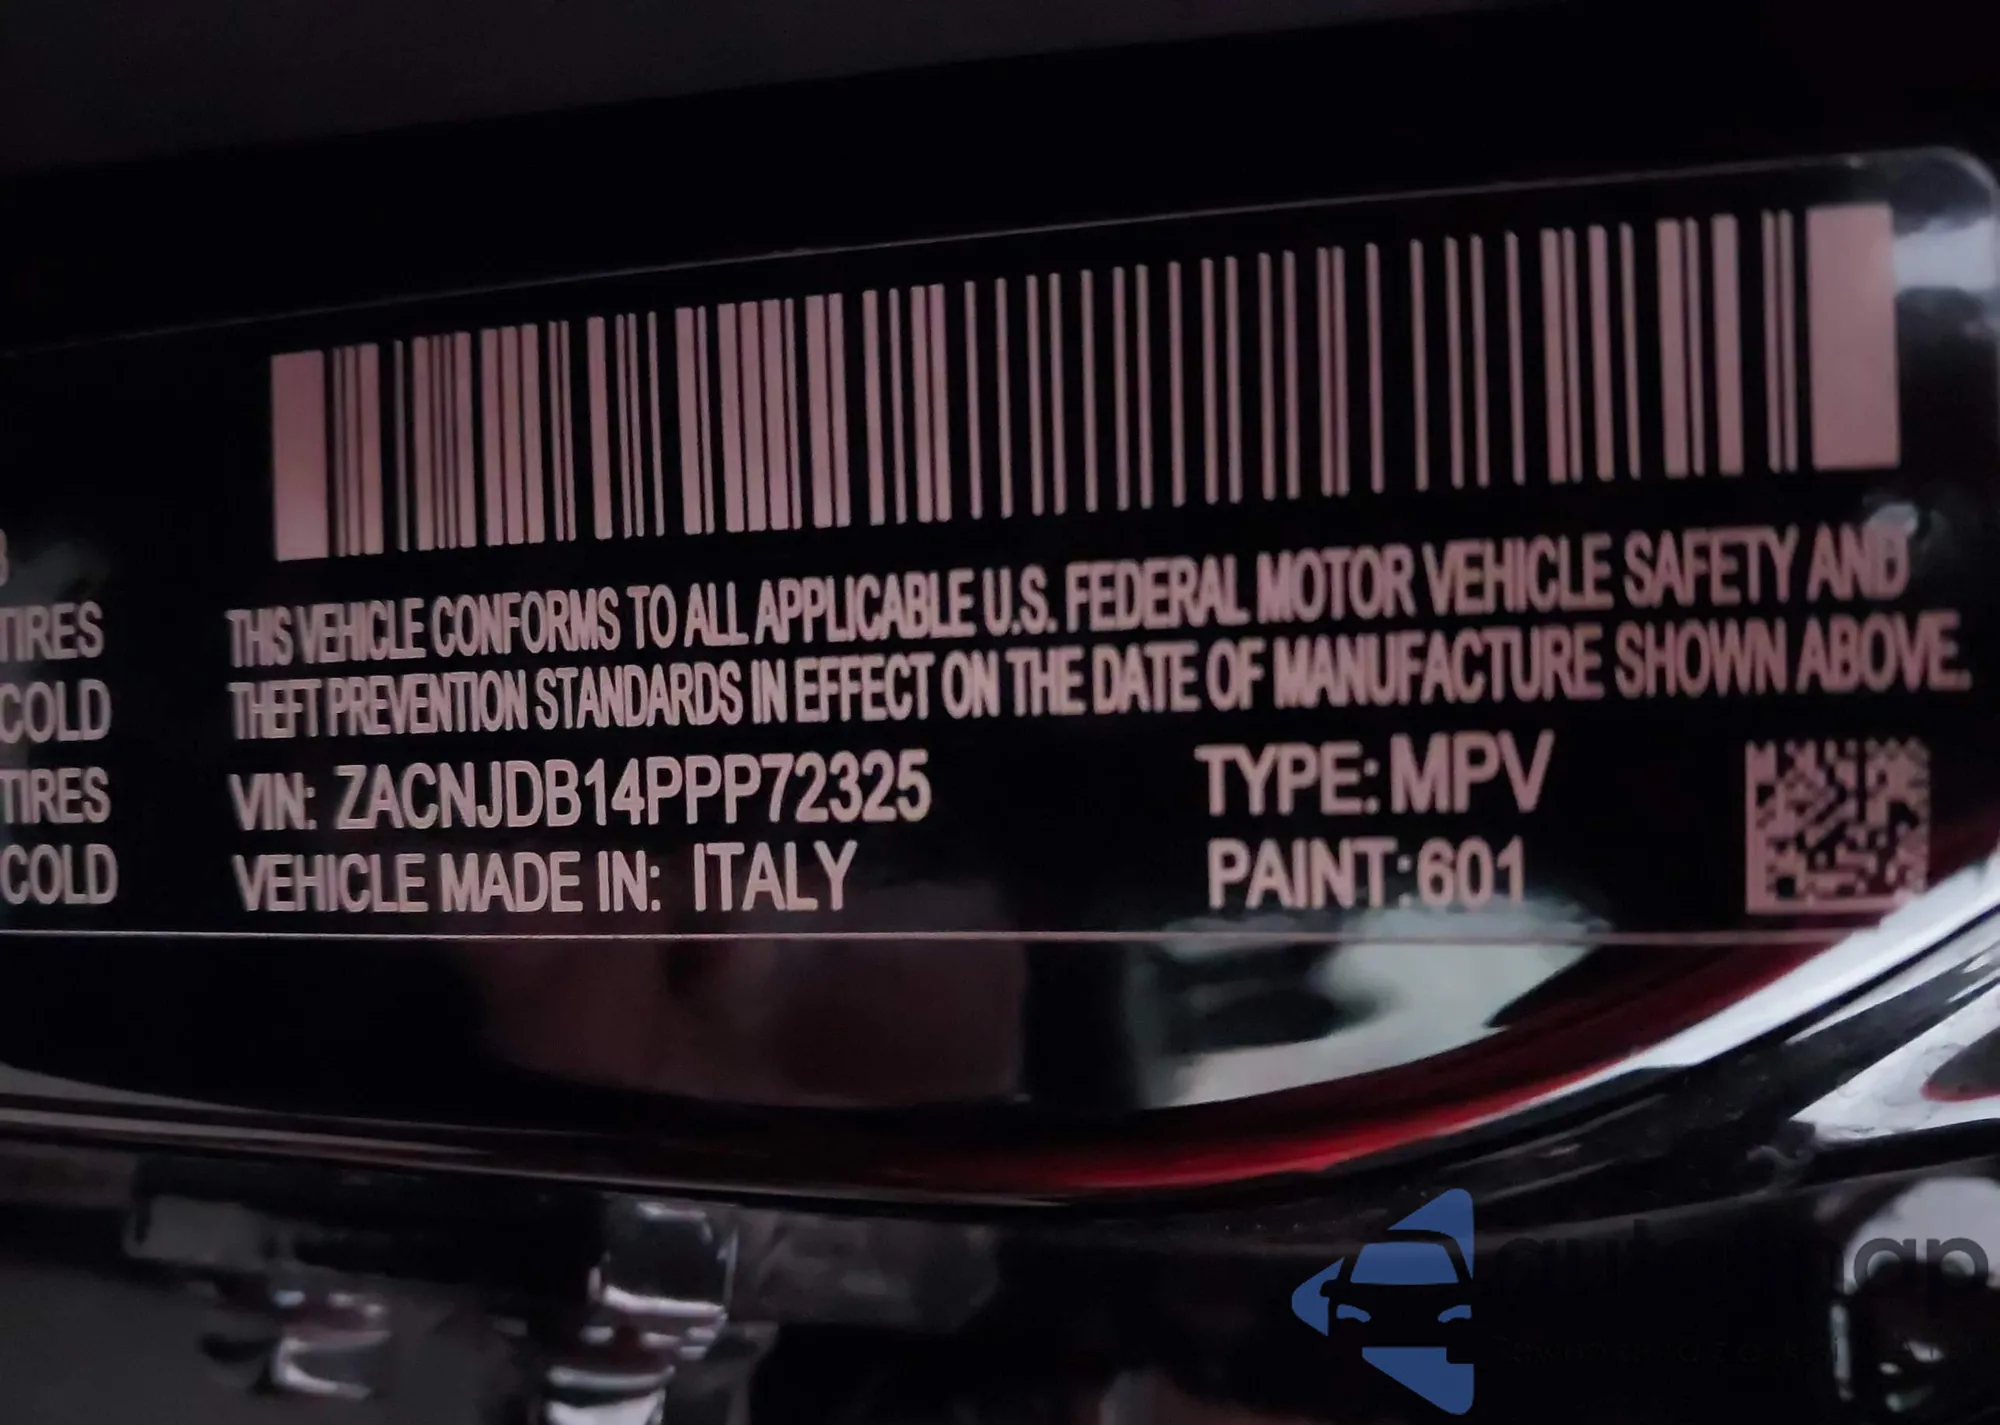 TIRES
COLD
TIRES
COLD
THIS VEHICLE CONFORMS TO ALL APPLICABLE U.S. FEDERAL MOTOR VEHICLE SAFETY AND
THEFT PREVENTION STANDARDS IN EFFECT ON THE DATE OF MANUFACTURE SHOWN ABOVE.
VIN: ZACNJDB14PPP72325
TYPE: MPV
VEHICLE MADE IN: ITALY
PAINT: 601